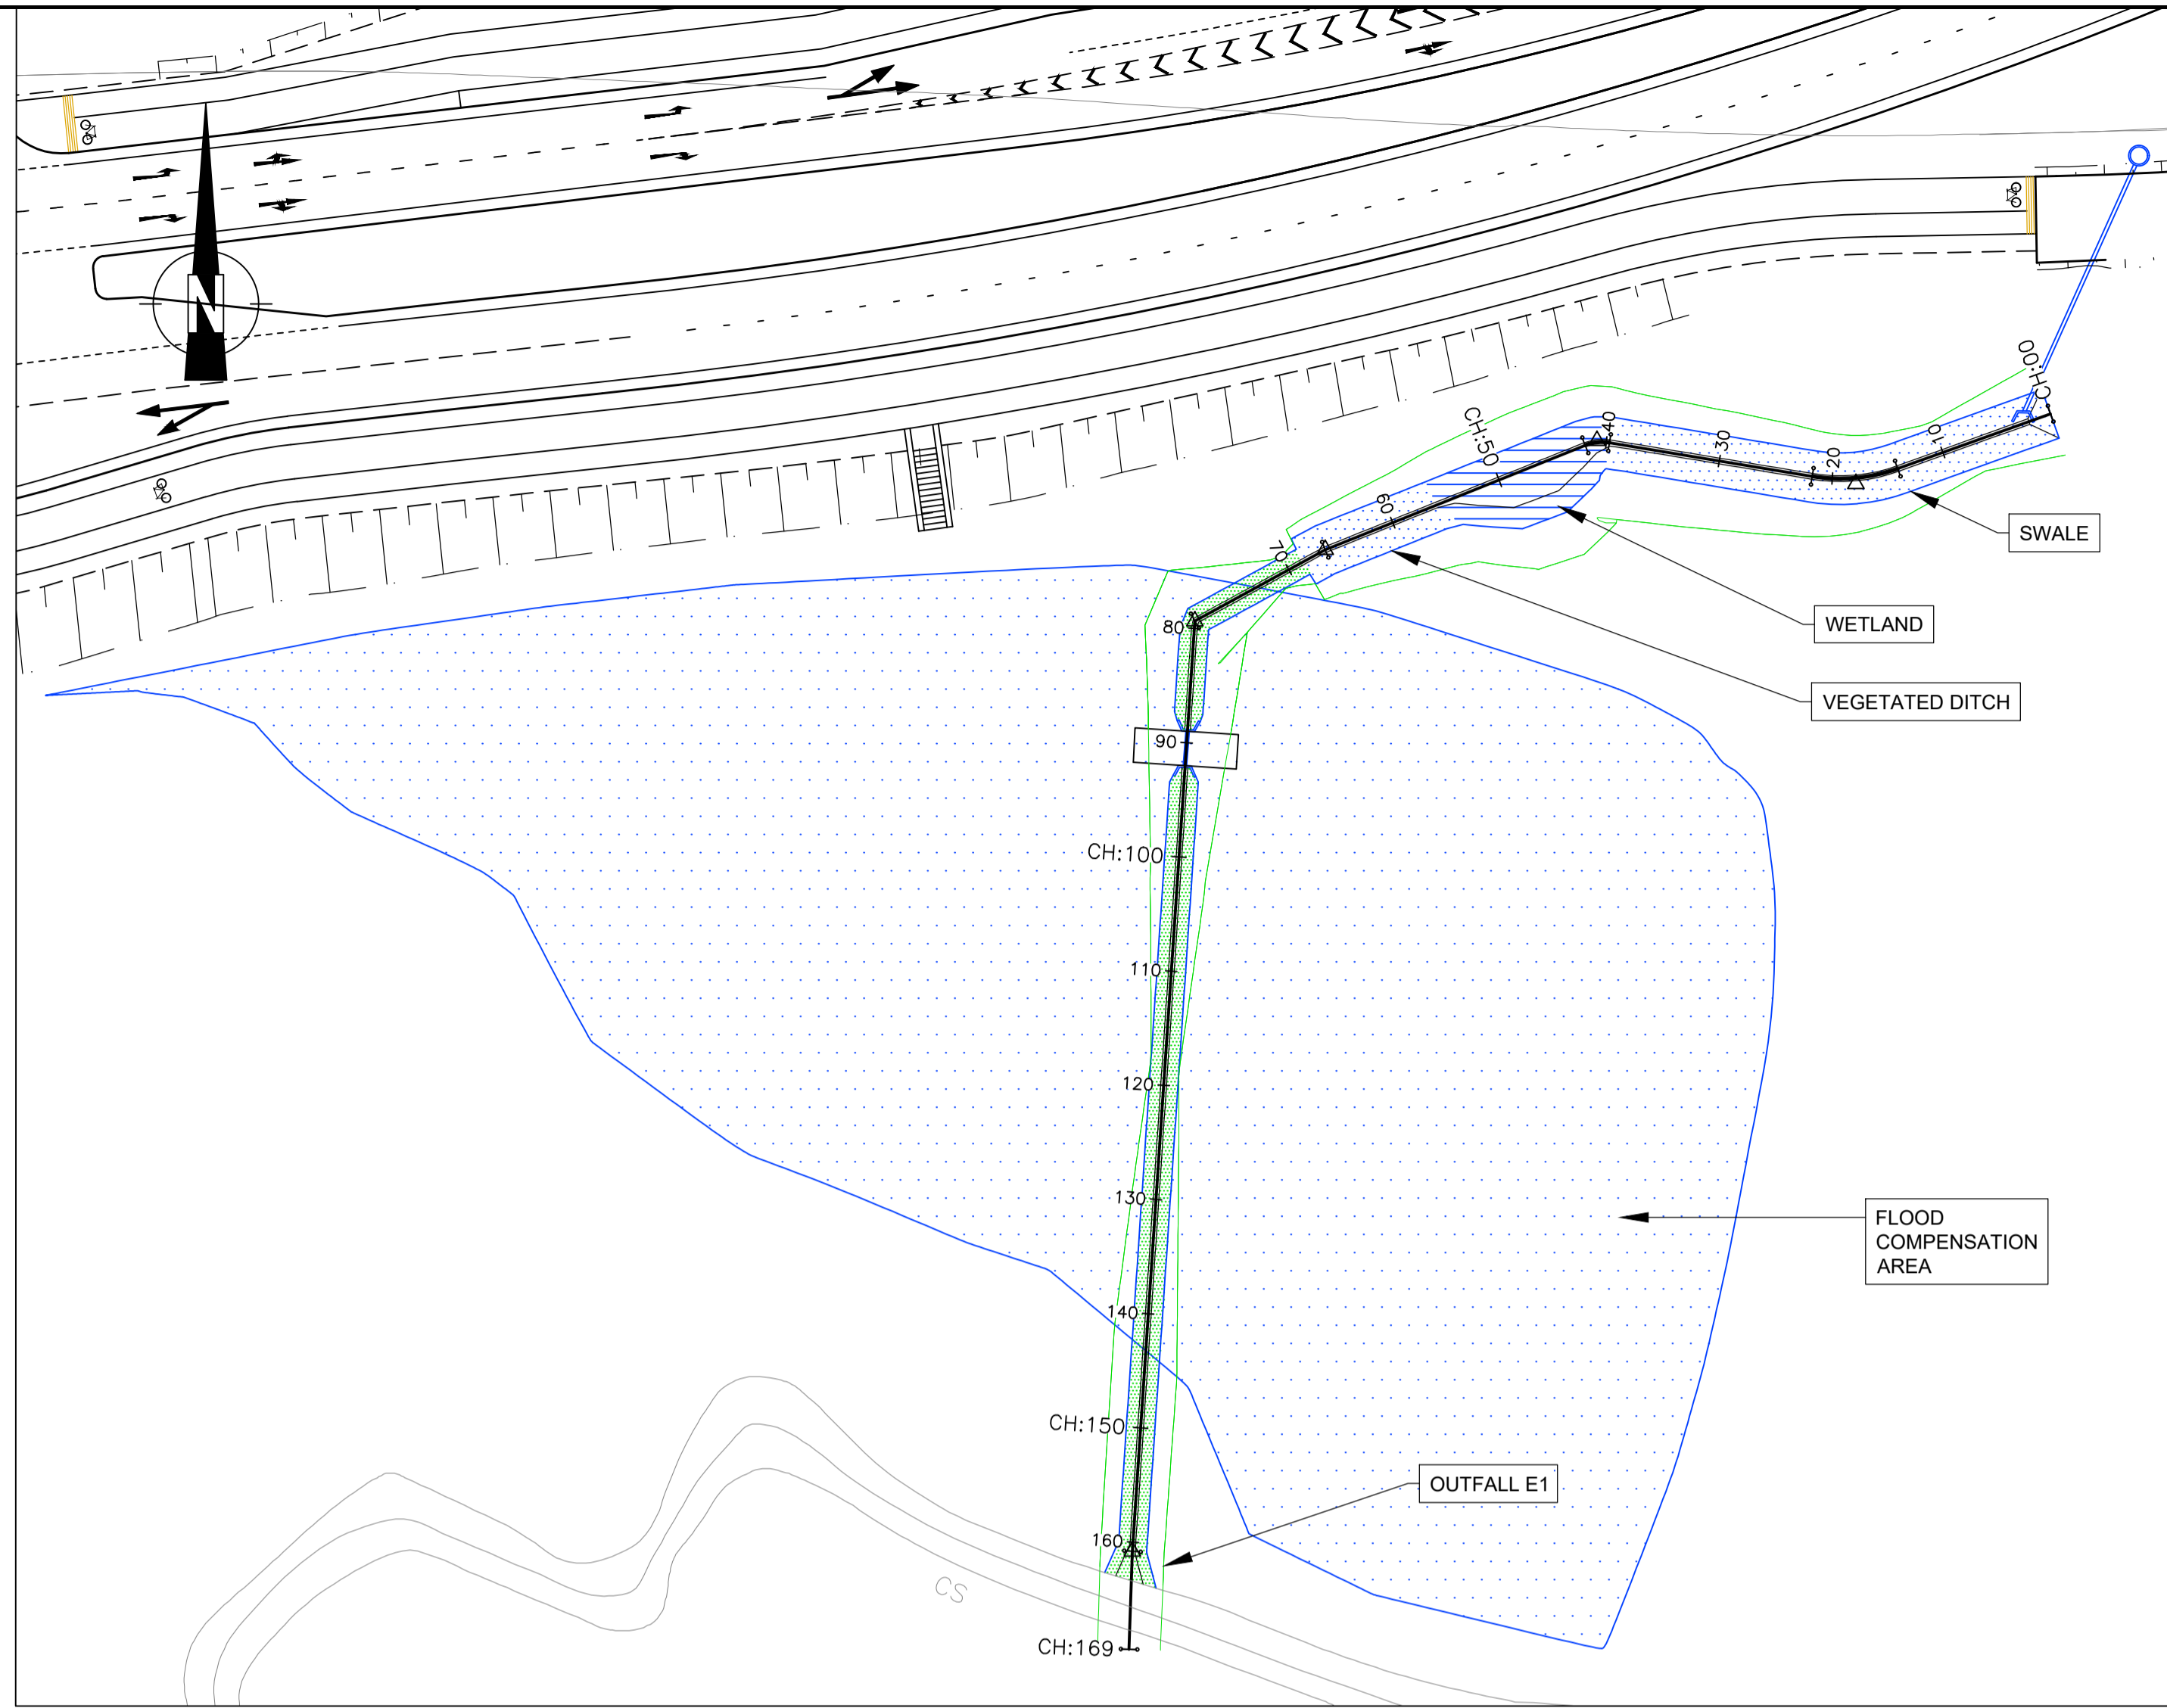 N
CH:00
10
20
30
40
CH:50
60
70
80
90
CH:100
110
120
130
140
CH:150
160
CH:169
SWALE
WETLAND
VEGETATED DITCH
FLOOD
COMPENSATION
AREA
OUTFALL E1
CS